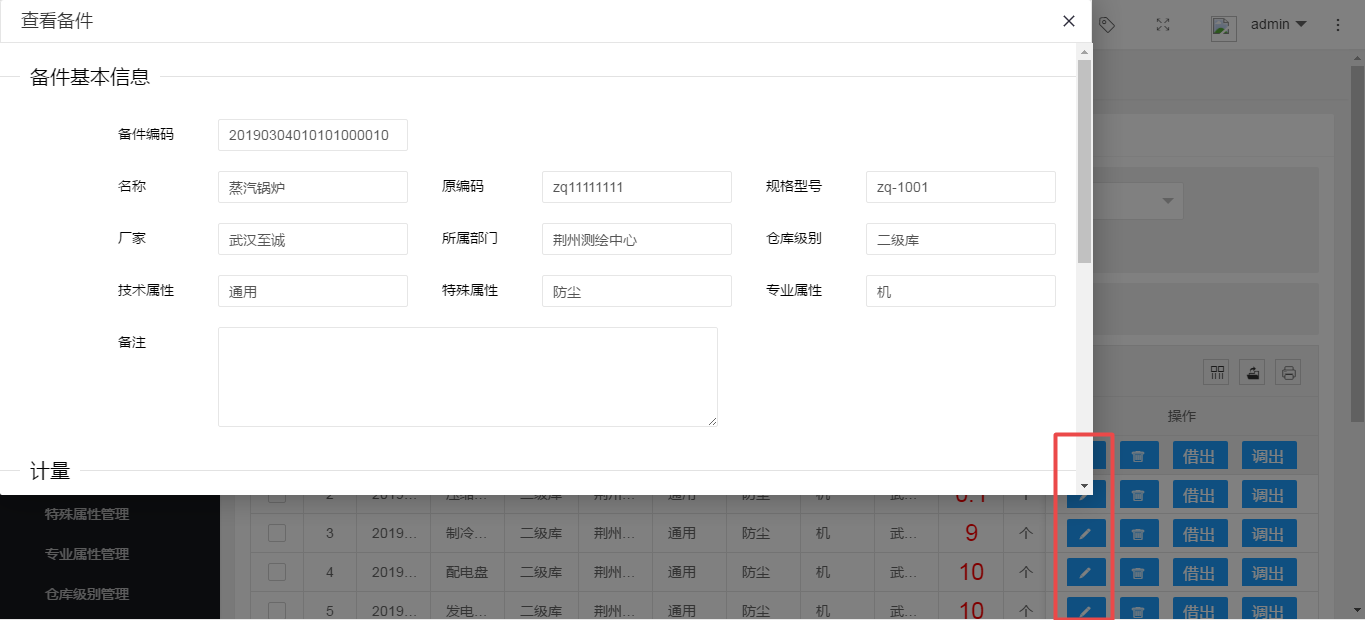 查看备件
admin
备件基本信息
备件编码 20190304010101000010
名称 蒸汽锅炉 原编码 zq11111111 规格型号 zq-1001
厂家 武汉至诚 所属部门 荆州测绘中心 仓库级别 二级库
技术属性 通用 特殊属性 防尘 专业属性 机
备注
计量
操作
借出 调出
2 2019... 压缩... 二级库 荆州... 通用 防尘 机 武... 0.1 个 借出 调出
3 2019... 制冷... 二级库 荆州... 通用 防尘 机 武... 9 个 借出 调出
4 2019... 配电盘 二级库 荆州... 通用 防尘 机 武... 10 个 借出 调出
5 2019... 发电... 二级库 荆州... 通用 防尘 机 武... 10 个 借出 调出
特殊属性管理
专业属性管理
仓库级别管理